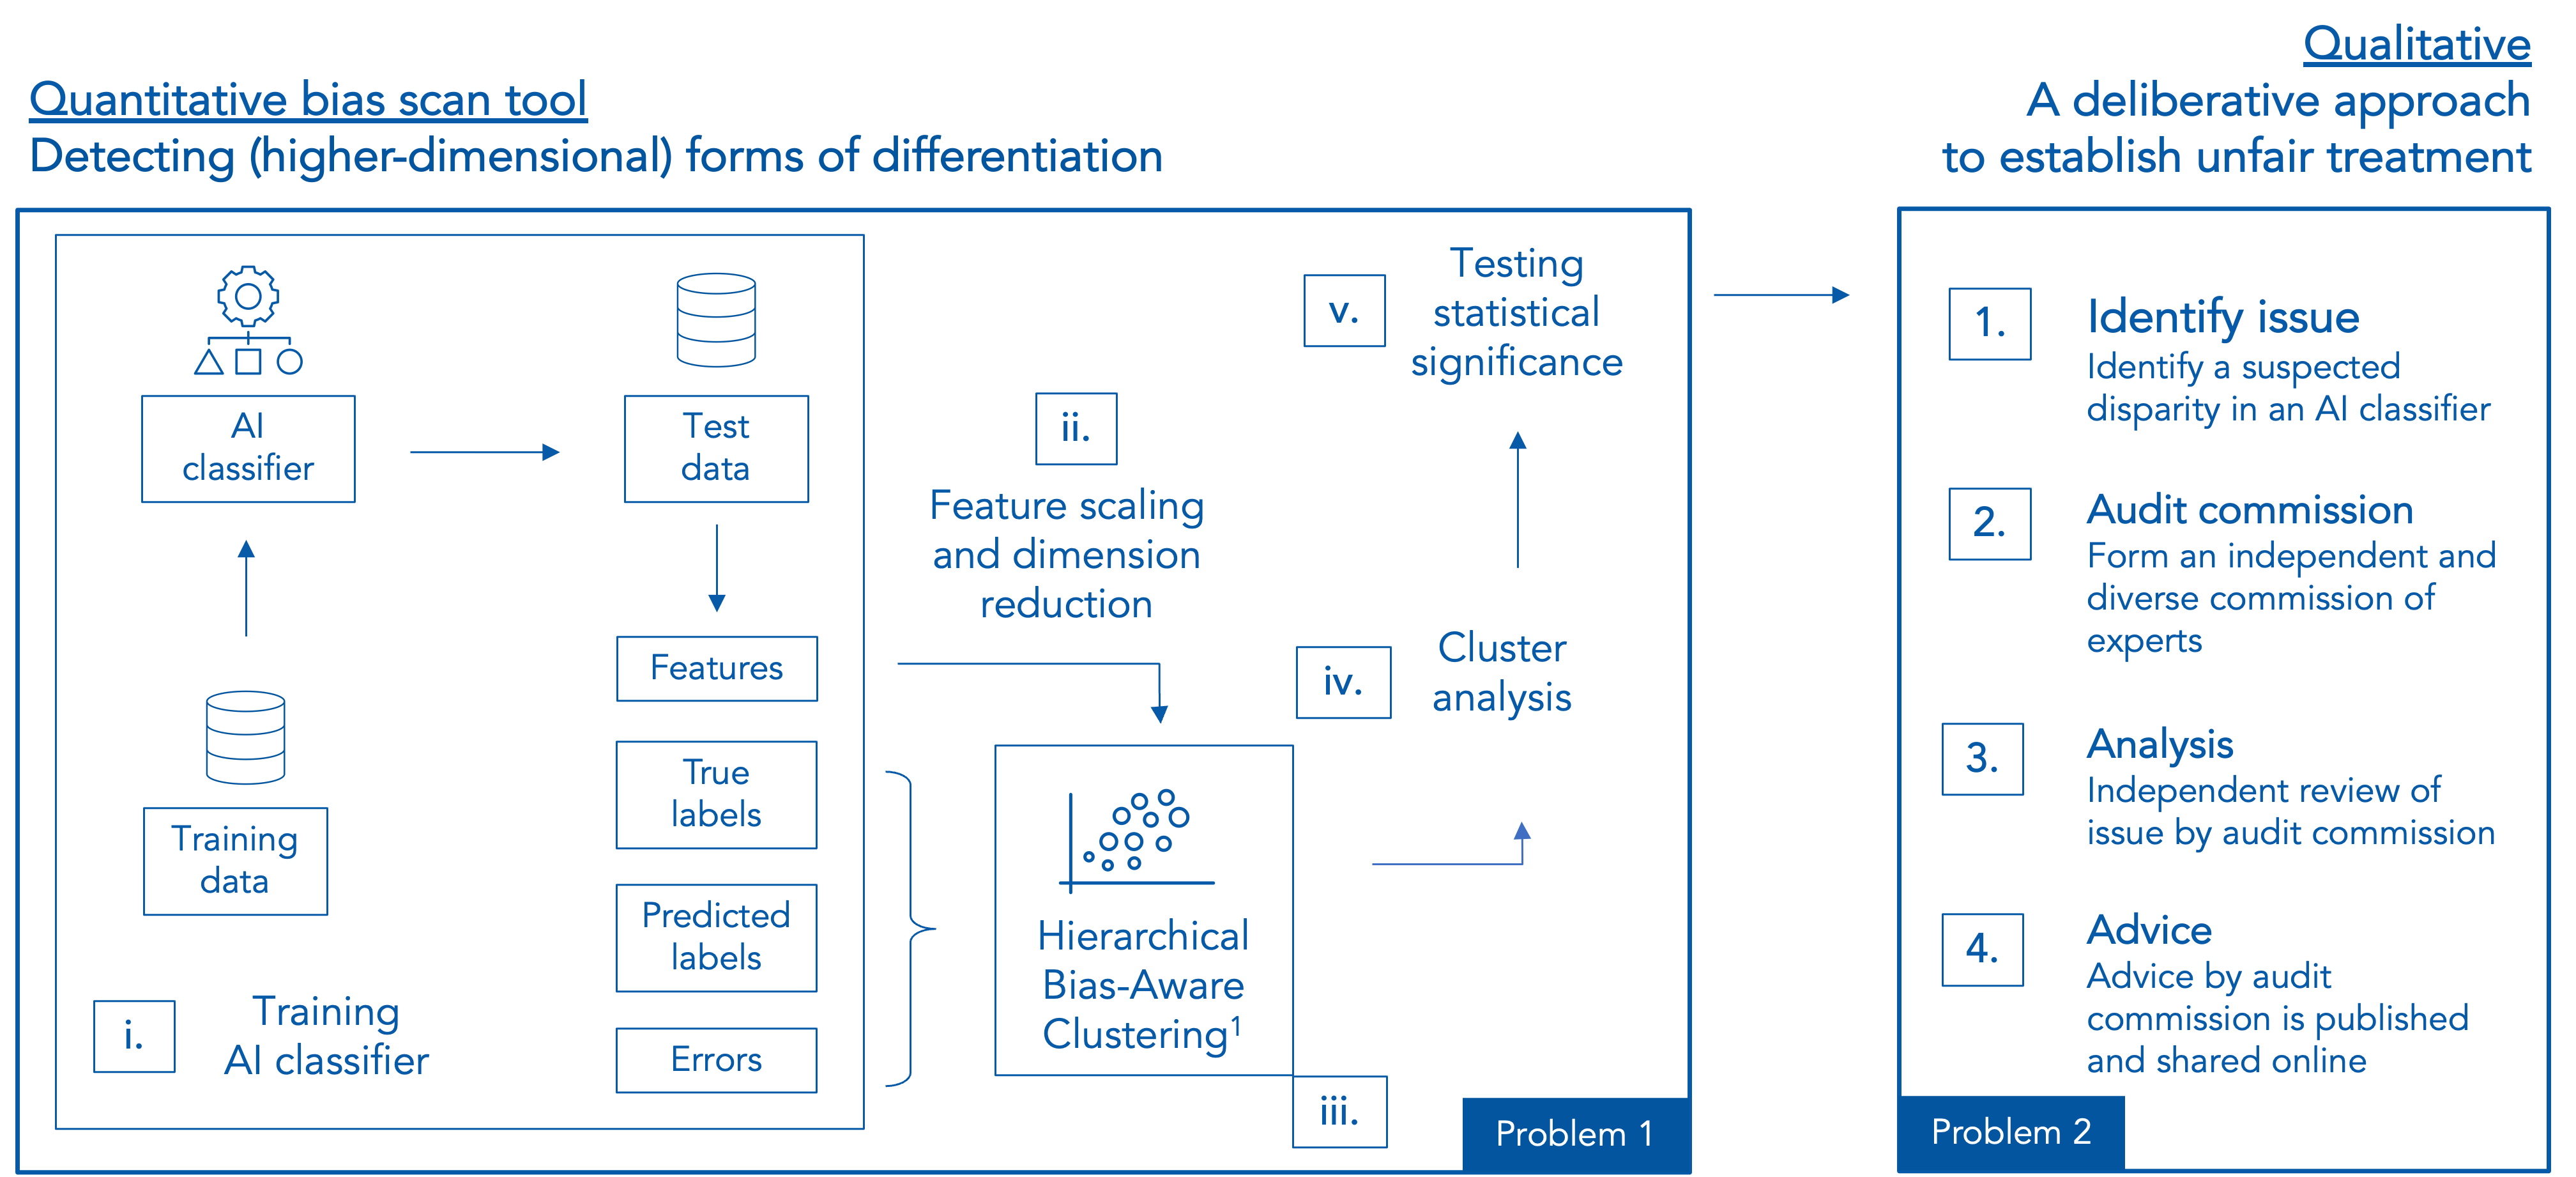 Quantitative bias scan tool
Detecting (higher-dimensional) forms of differentiation
Qualitative
A deliberative approach
to establish unfair treatment
AI
classifier
Test
data
Training
data
i.
Training
AI classifier
Features
True
labels
Predicted
labels
Errors
ii.
Feature scaling
and dimension
reduction
Hierarchical
Bias-Aware
Clustering¹
iii.
iv.
Cluster
analysis
v.
Testing
statistical
significance
Problem 1
1.
Identify issue
Identify a suspected
disparity in an AI classifier
2.
Audit commission
Form an independent and
diverse commission of
experts
3.
Analysis
Independent review of
issue by audit commission
4.
Advice
Advice by audit
commission is published
and shared online
Problem 2